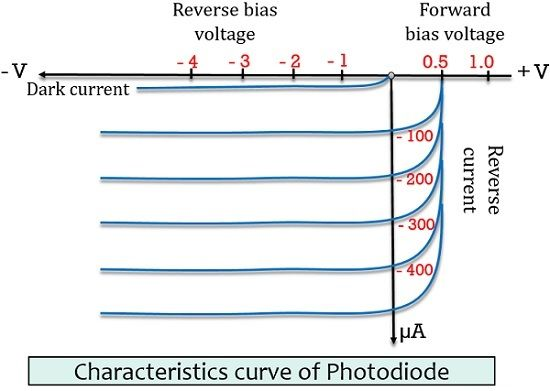 Reverse bias
voltage
Forward
bias voltage
- V
- 4
- 3
- 2
- 1
0.5
1.0
+ V
Dark current
- 100
- 200
- 300
- 400
Reverse
current
µA
Characteristics curve of Photodiode